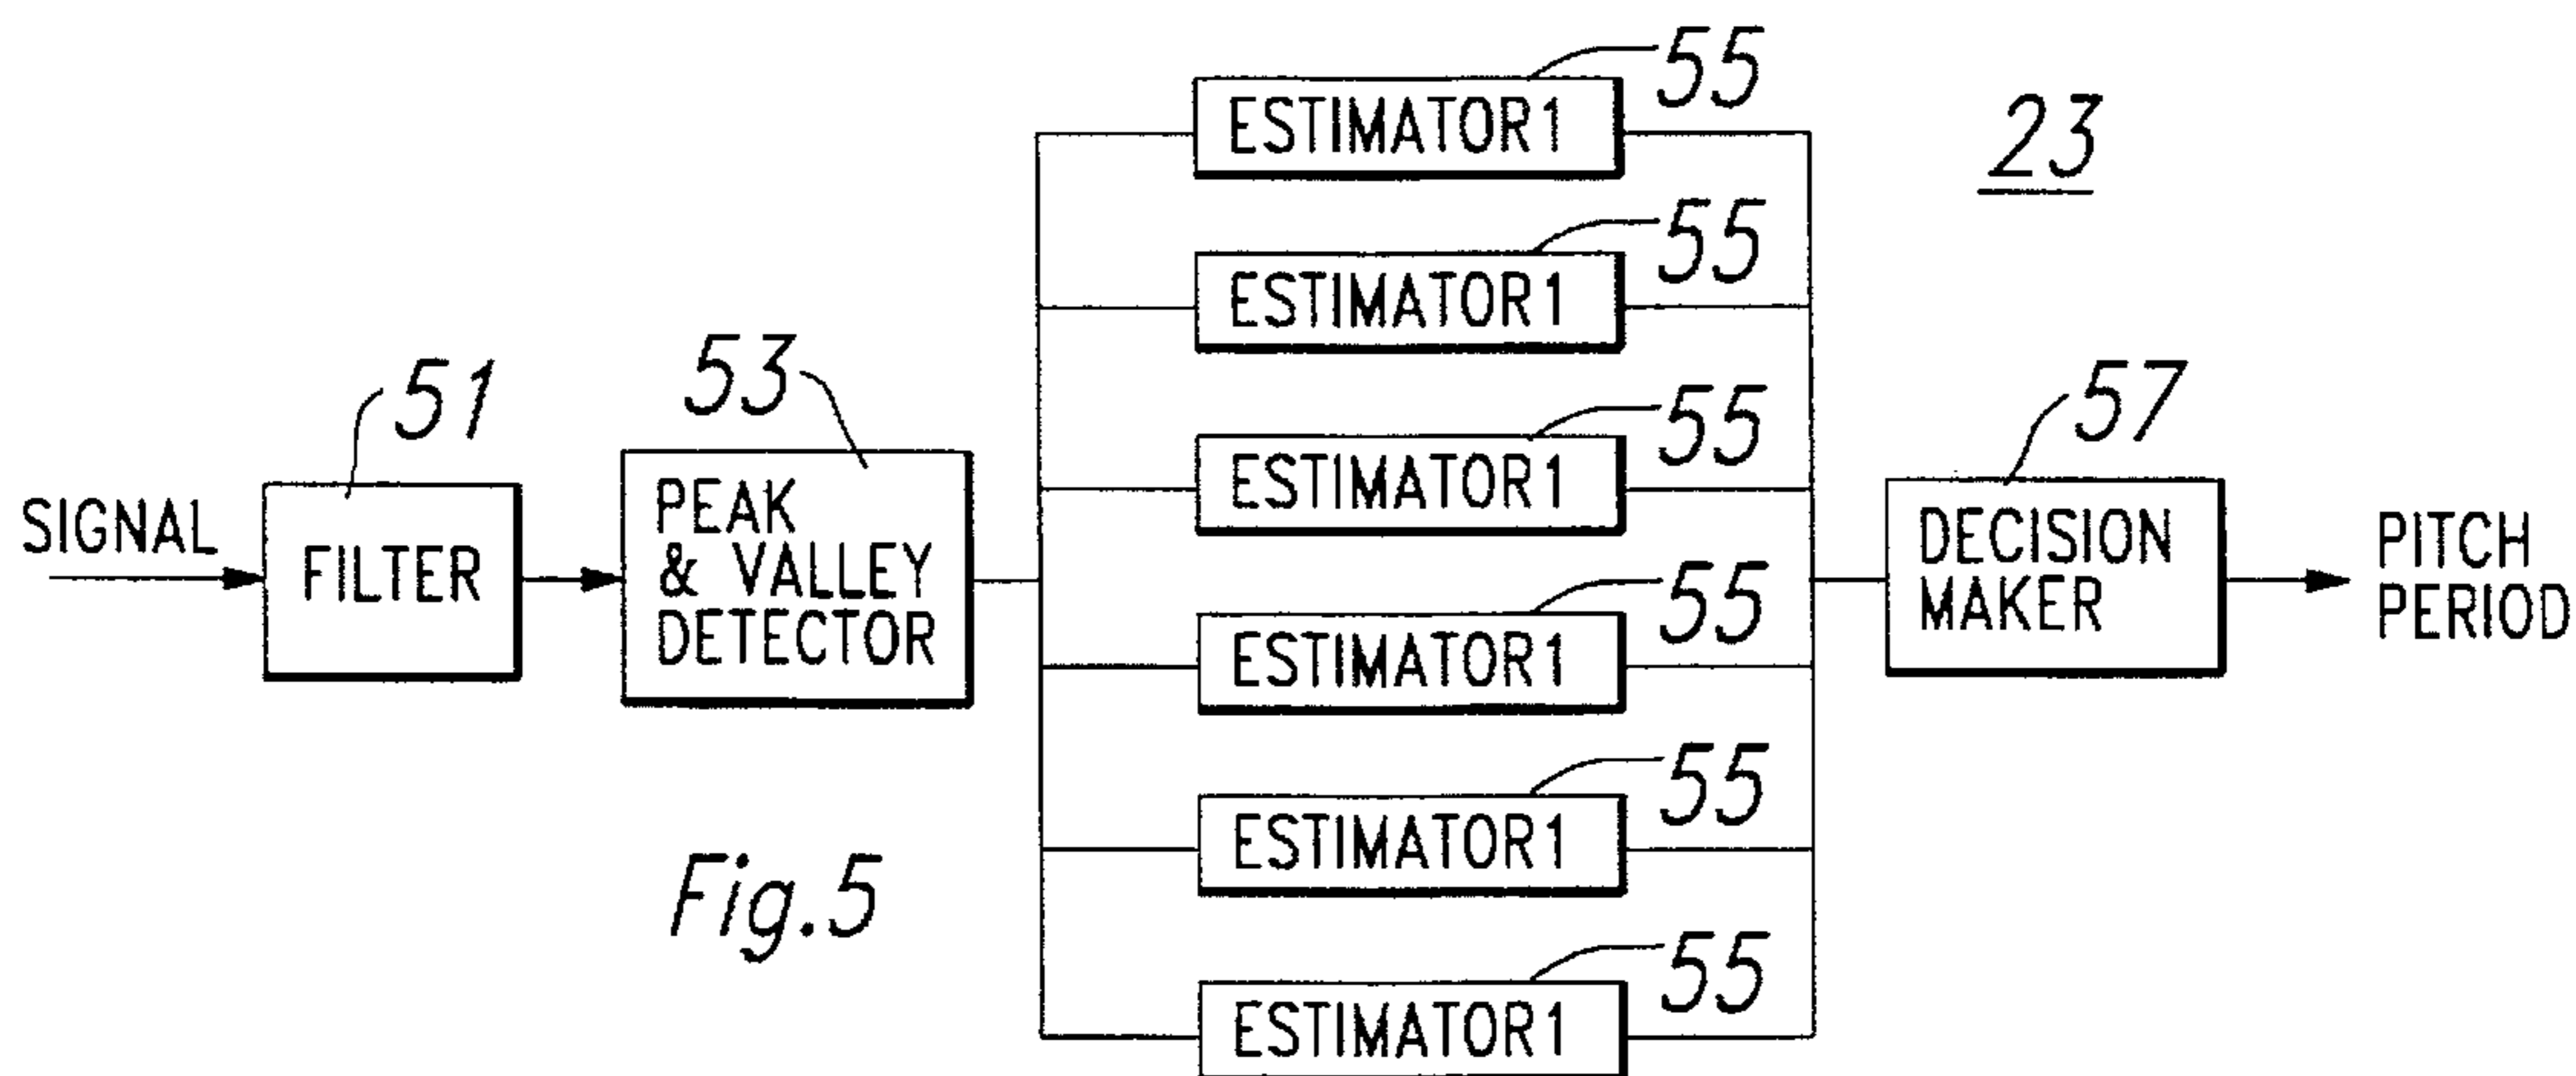 55
ESTIMATOR1
23
55
ESTIMATOR1
51
53
55
57
SIGNAL
FILTER
PEAK
& VALLEY
DETECTOR
ESTIMATOR1
DECISION
MAKER
PITCH
PERIOD
55
ESTIMATOR1
55
ESTIMATOR1
Fig.5
55
ESTIMATOR1